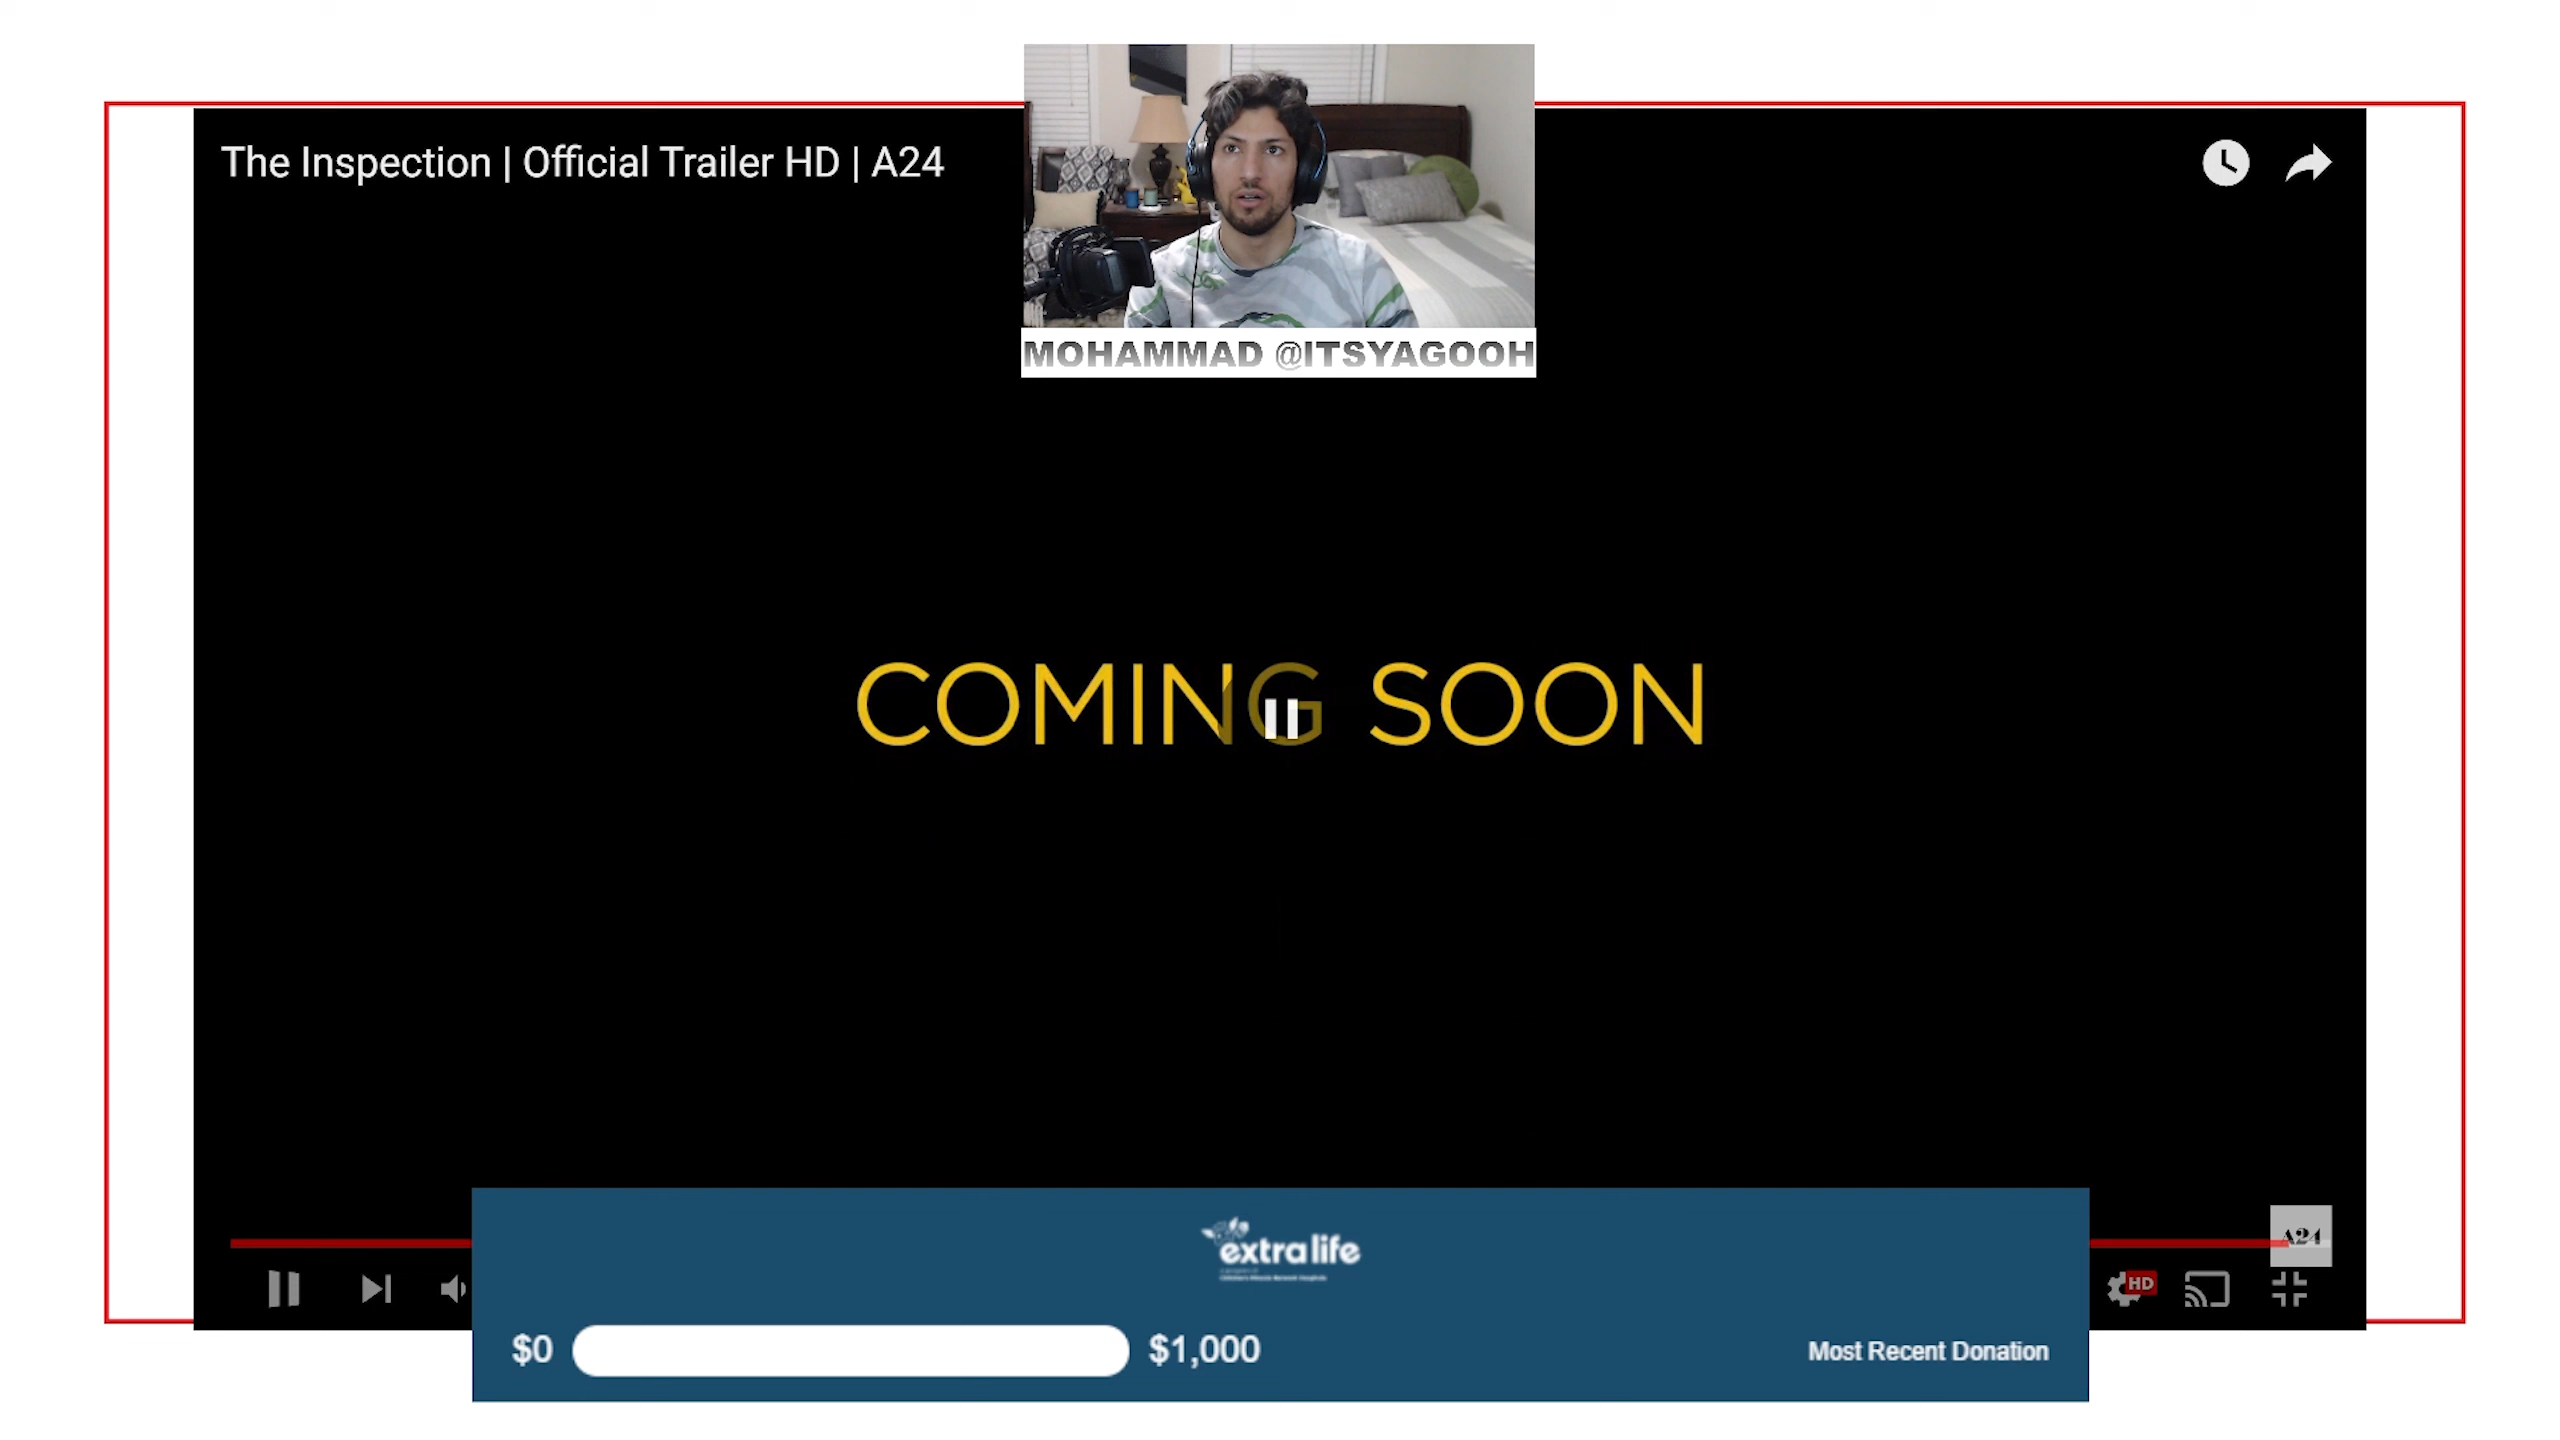 The Inspection | Official Trailer HD | A24
MOHAMMAD @ITSYAGOOH
COMING SOON
A24
extra life
HD
$0
$1,000
Most Recent Donation